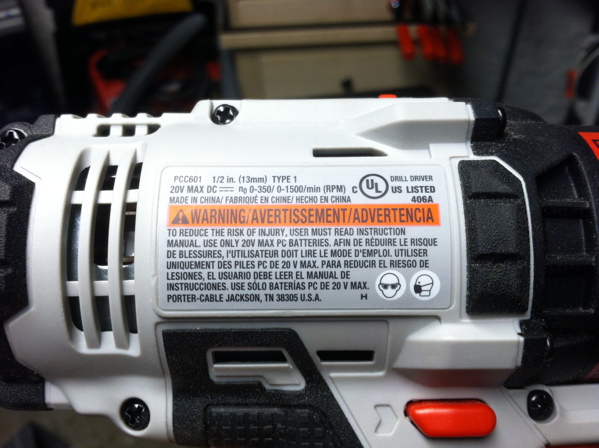 PCC601 1/2 in. (13mm) TYPE 1
20V MAX DC n0 0-350/ 0-1500/min (RPM)
MADE IN CHINA/ FABRIQUÉ EN CHINE/ HECHO EN CHINA
C UL US LISTED
DRILL DRIVER
406A
WARNING/AVERTISSEMENT/ADVERTENCIA
TO REDUCE THE RISK OF INJURY, USER MUST READ INSTRUCTION
MANUAL. USE ONLY 20V MAX PC BATTERIES. AFIN DE RÉDUIRE LE RISQUE
DE BLESSURES, L'UTILISATEUR DOIT LIRE LE MODE D'EMPLOI. UTILISER
UNIQUEMENT DES PILES PC DE 20 V MAX. PARA REDUCIR EL RIESGO DE
LESIONES, EL USUARIO DEBE LEER EL MANUAL DE
INSTRUCCIONES. USE SÓLO BATERÍAS PC DE 20 V MAX.
PORTER-CABLE JACKSON, TN 38305 U.S.A. H